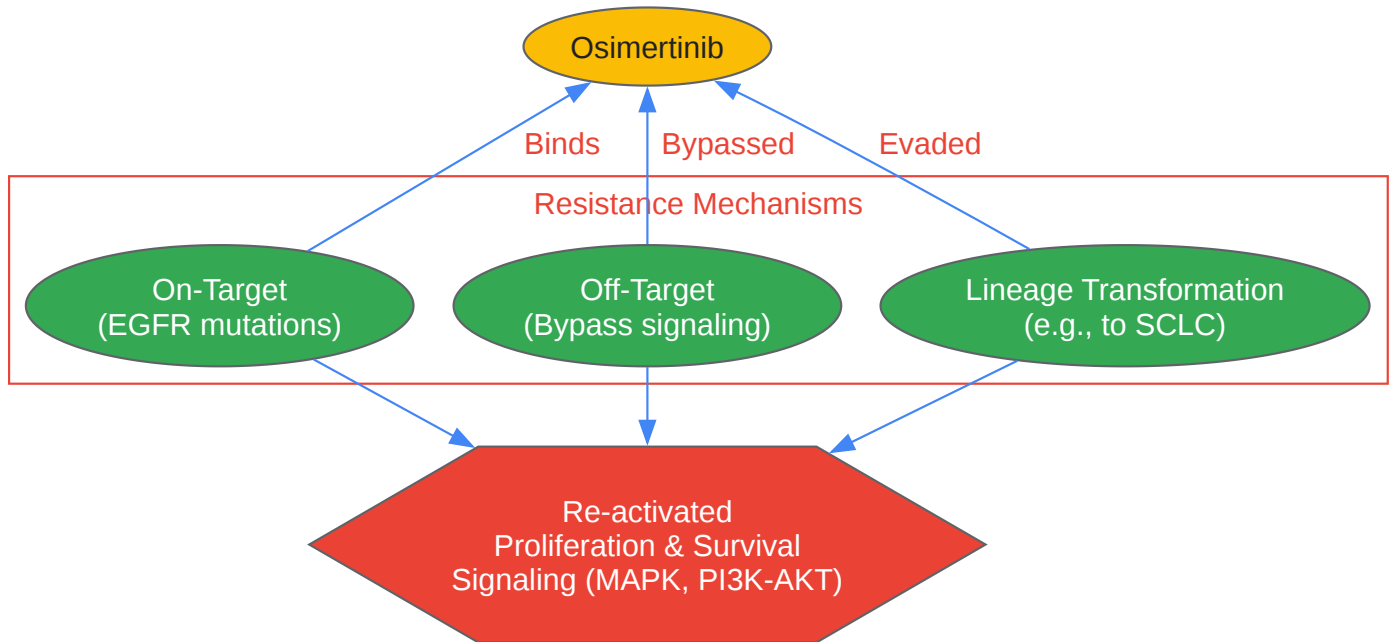 Osimertinib
Binds
Bypassed
Evaded
Resistance Mechanisms
On-Target
(EGFR mutations)
Off-Target
(Bypass signaling)
Lineage Transformation
(e.g., to SCLC)
Re-activated
Proliferation & Survival
Signaling (MAPK, PI3K-AKT)